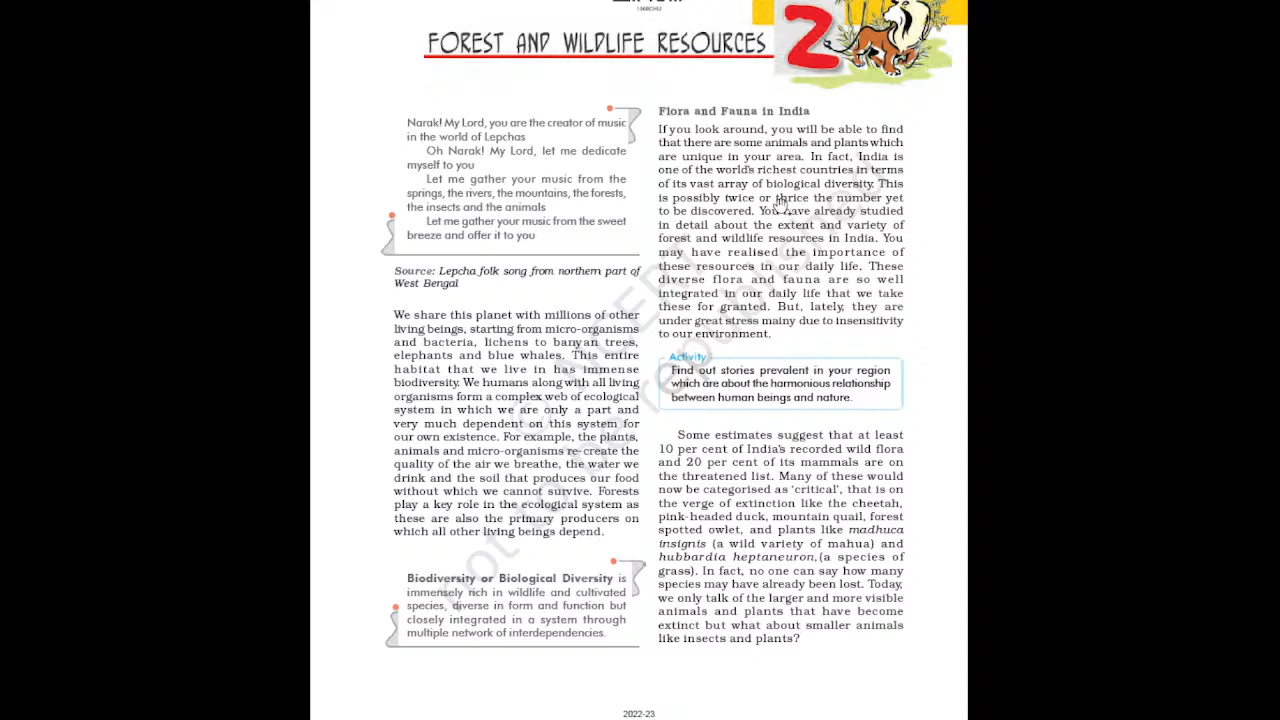 1068CH02
FOREST AND WILDLIFE RESOURCES
2
Narak! My Lord, you are the creator of music
in the world of Lepchas
Oh Narak! My Lord, let me dedicate
myself to you
Let me gather your music from the
springs, the rivers, the mountains, the forests,
the insects and the animals
Let me gather your music from the sweet
breeze and offer it to you
Source: Lepcha folk song from northern part of
West Bengal
We share this planet with millions of other
living beings, starting from micro-organisms
and bacteria, lichens to banyan trees,
elephants and blue whales. This entire
habitat that we live in has immense
biodiversity. We humans along with all living
organisms form a complex web of ecological
system in which we are only a part and
very much dependent on this system for
our own existence. For example, the plants,
animals and micro-organisms re-create the
quality of the air we breathe, the water we
drink and the soil that produces our food
without which we cannot survive. Forests
play a key role in the ecological system as
these are also the primary producers on
which all other living beings depend.
Biodiversity or Biological Diversity is
immensely rich in wildlife and cultivated
species, diverse in form and function but
closely integrated in a system through
multiple network of interdependencies.
Flora and Fauna in India
If you look around, you will be able to find
that there are some animals and plants which
are unique in your area. In fact, India is
one of the world's richest countries in terms
of its vast array of biological diversity. This
is possibly twice or thrice the number yet
to be discovered. You have already studied
in detail about the extent and variety of
forest and wildlife resources in India. You
may have realised the importance of
these resources in our daily life. These
diverse flora and fauna are so well
integrated in our daily life that we take
these for granted. But, lately, they are
under great stress mainy due to insensitivity
to our environment.
Activity
Find out stories prevalent in your region
which are about the harmonious relationship
between human beings and nature.
Some estimates suggest that at least
10 per cent of India's recorded wild flora
and 20 per cent of its mammals are on
the threatened list. Many of these would
now be categorised as 'critical', that is on
the verge of extinction like the cheetah,
pink-headed duck, mountain quail, forest
spotted owlet, and plants like madhuca
insignis (a wild variety of mahua) and
hubbardia heptaneuron,(a species of
grass). In fact, no one can say how many
species may have already been lost. Today,
we only talk of the larger and more visible
animals and plants that have become
extinct but what about smaller animals
like insects and plants?
© NCERT
not to be republished
2022-23